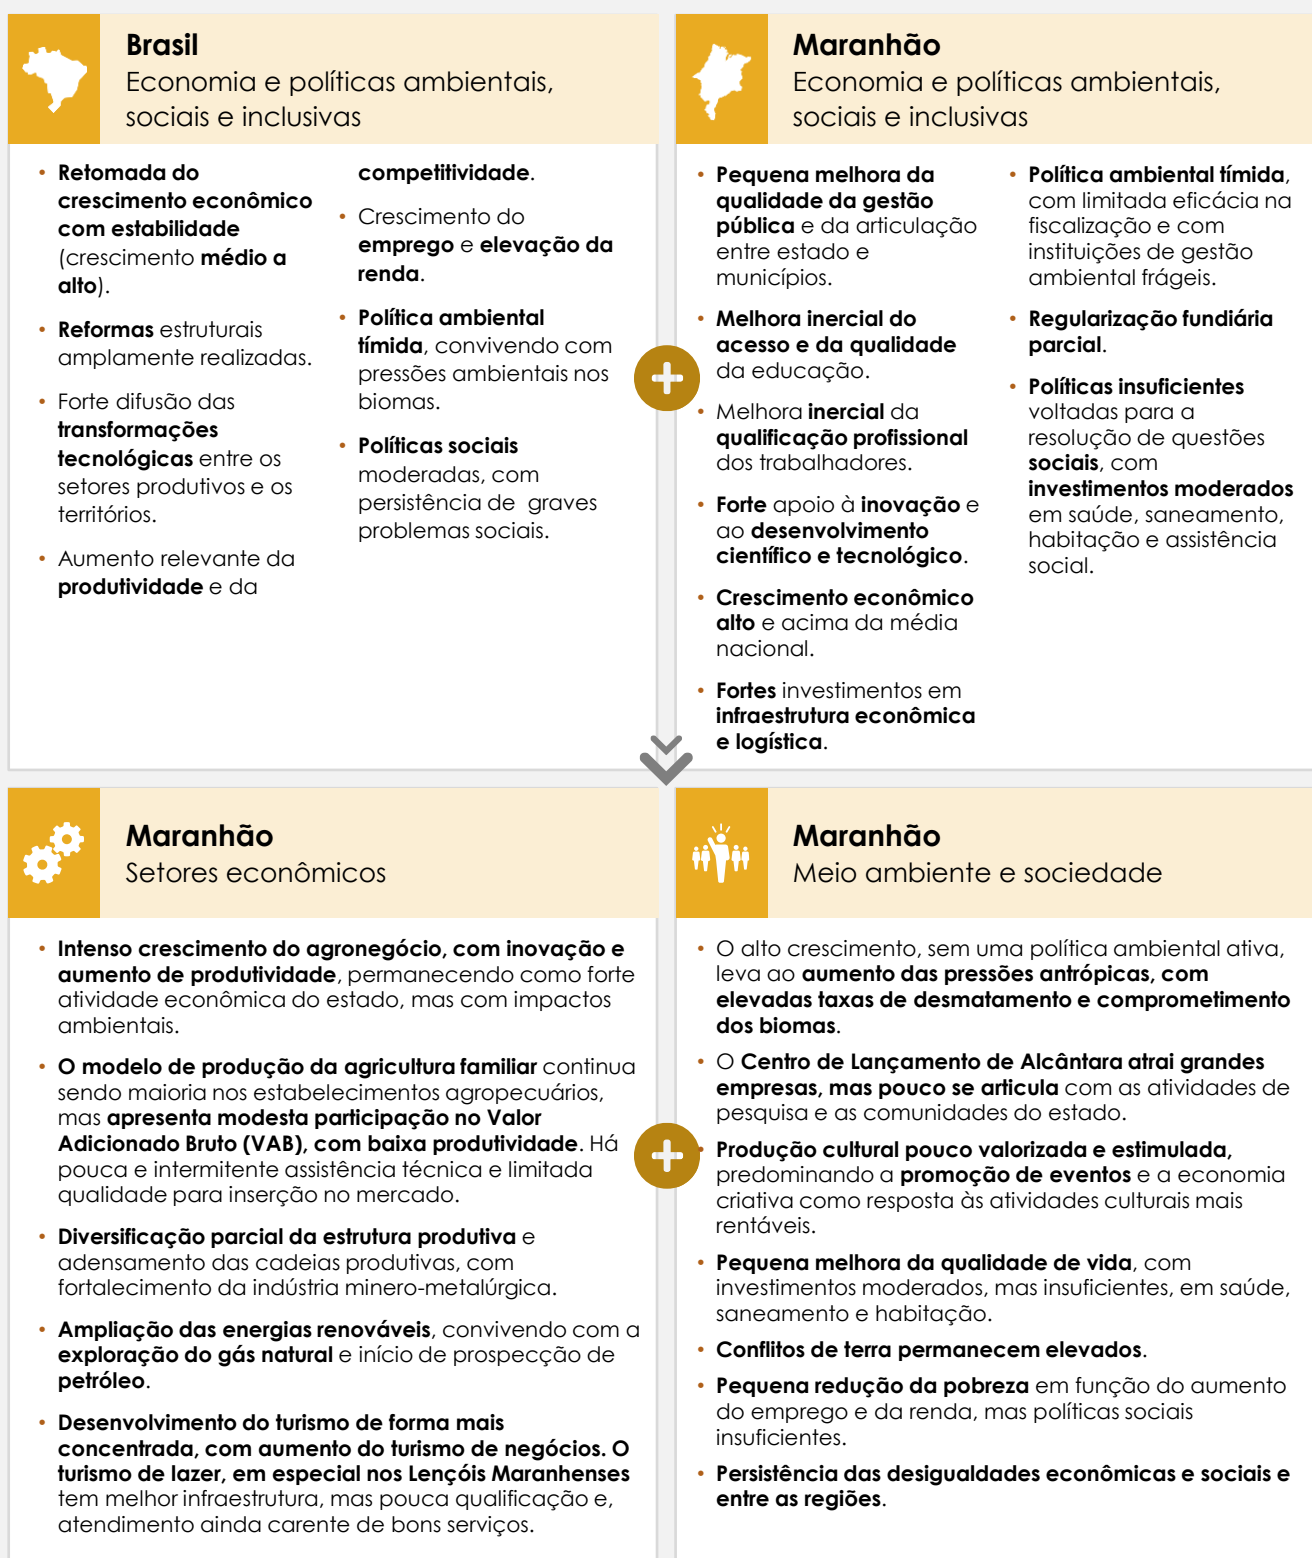 Brasil
Economia e políticas ambientais,
sociais e inclusivas
• Retomada do
crescimento econômico
com estabilidade
(crescimento médio a
alto).
• Reformas estruturais
amplamente realizadas.
• Forte difusão das
transformações
tecnológicas entre os
setores produtivos e os
territórios.
• Aumento relevante da
produtividade e da
competitividade.
• Crescimento do
emprego e elevação da
renda.
• Política ambiental
tímida, convivendo com
pressões ambientais nos
biomas.
• Políticas sociais
moderadas, com
persistência de graves
problemas sociais.
Maranhão
Economia e políticas ambientais,
sociais e inclusivas
• Pequena melhora da
qualidade da gestão
pública e da articulação
entre estado e
municípios.
• Melhora inercial do
acesso e da qualidade
da educação.
• Melhora inercial da
qualificação profissional
dos trabalhadores.
• Forte apoio à inovação e
ao desenvolvimento
científico e tecnológico.
• Crescimento econômico
alto e acima da média
nacional.
• Fortes investimentos em
infraestrutura econômica
e logística.
• Política ambiental tímida,
com limitada eficácia na
fiscalização e com
instituições de gestão
ambiental frágeis.
• Regularização fundiária
parcial.
• Políticas insuficientes
voltadas para a
resolução de questões
sociais, com
investimentos moderados
em saúde, saneamento,
habitação e assistência
social.
Maranhão
Setores econômicos
• Intenso crescimento do agronegócio, com inovação e
aumento de produtividade, permanecendo como forte
atividade econômica do estado, mas com impactos
ambientais.
• O modelo de produção da agricultura familiar continua
sendo maioria nos estabelecimentos agropecuários,
mas apresenta modesta participação no Valor
Adicionado Bruto (VAB), com baixa produtividade. Há
pouca e intermitente assistência técnica e limitada
qualidade para inserção no mercado.
• Diversificação parcial da estrutura produtiva e
adensamento das cadeias produtivas, com
fortalecimento da indústria minero-metalúrgica.
• Ampliação das energias renováveis, convivendo com a
exploração do gás natural e início de prospecção de
petróleo.
• Desenvolvimento do turismo de forma mais
concentrada, com aumento do turismo de negócios. O
turismo de lazer, em especial nos Lençóis Maranhenses
tem melhor infraestrutura, mas pouca qualificação e,
atendimento ainda carente de bons serviços.
Maranhão
Meio ambiente e sociedade
• O alto crescimento, sem uma política ambiental ativa,
leva ao aumento das pressões antrópicas, com
elevadas taxas de desmatamento e comprometimento
dos biomas.
• O Centro de Lançamento de Alcântara atrai grandes
empresas, mas pouco se articula com as atividades de
pesquisa e as comunidades do estado.
• Produção cultural pouco valorizada e estimulada,
predominando a promoção de eventos e a economia
criativa como resposta às atividades culturais mais
rentáveis.
• Pequena melhora da qualidade de vida, com
investimentos moderados, mas insuficientes, em saúde,
saneamento e habitação.
• Conflitos de terra permanecem elevados.
• Pequena redução da pobreza em função do aumento
do emprego e da renda, mas políticas sociais
insuficientes.
• Persistência das desigualdades econômicas e sociais e
entre as regiões.